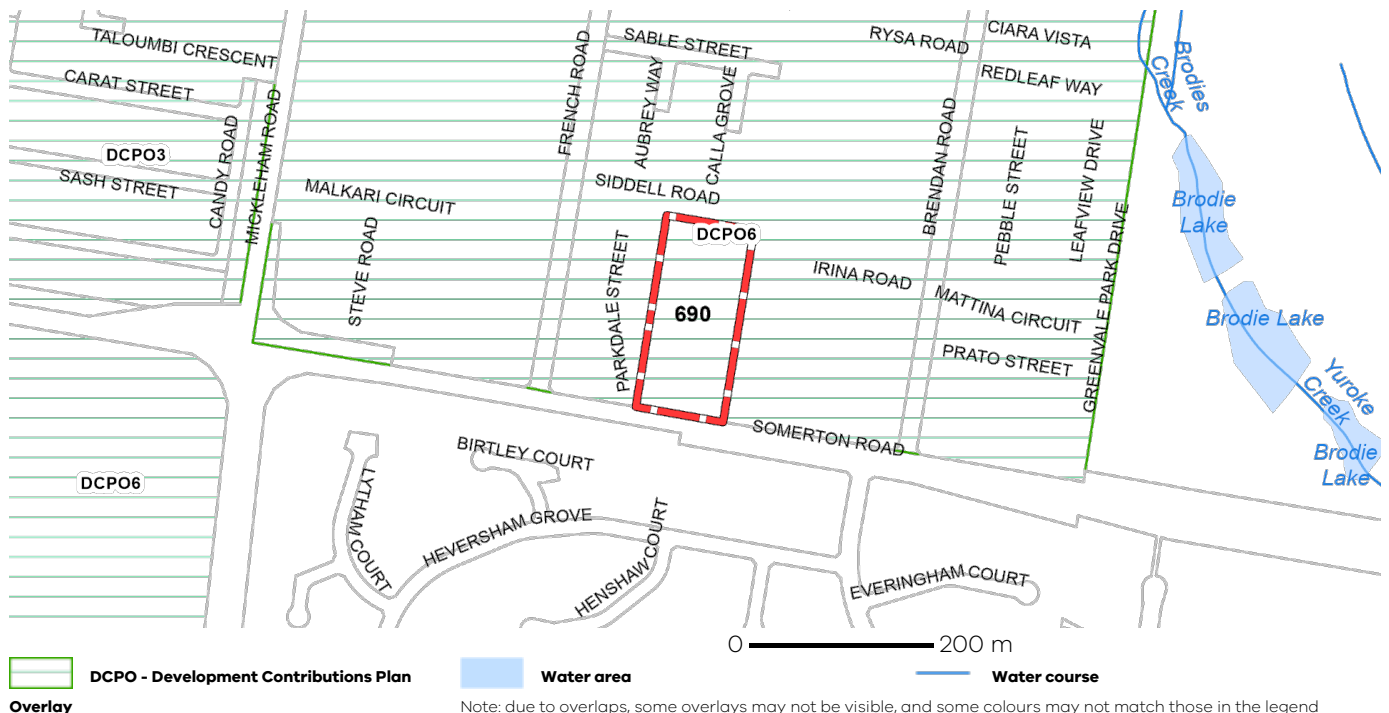 TALOUMBI CRESCENT
CARAT STREET
DCPO3
SASH STREET
CANDY ROAD
MICKLEHAM ROAD
MALKARI CIRCUIT
STEVE ROAD
FRENCH ROAD
SABLE STREET
AUBREY WAY
CALLA GROVE
SIDDELL ROAD
PARKDALE STREET
DCPO6
690
RYSA ROAD
CIARA VISTA
REDLEAF WAY
BRENDAN ROAD
PEBBLE STREET
LEAFVIEW DRIVE
GREENVALE PARK DRIVE
IRINA ROAD
MATTINA CIRCUIT
PRATO STREET
SOMERTON ROAD
Brodies
Creek
Brodie
Lake
Brodie Lake
Yuroke
Creek
Brodie
Lake
DCPO6
LYTHAM COURT
BIRTLEY COURT
HEVERSHAM GROVE
HENSHAW COURT
EVERINGHAM COURT
0 200 m
DCPO - Development Contributions Plan
Overlay
Water area
Water course
Note: due to overlaps, some overlays may not be visible, and some colours may not match those in the legend